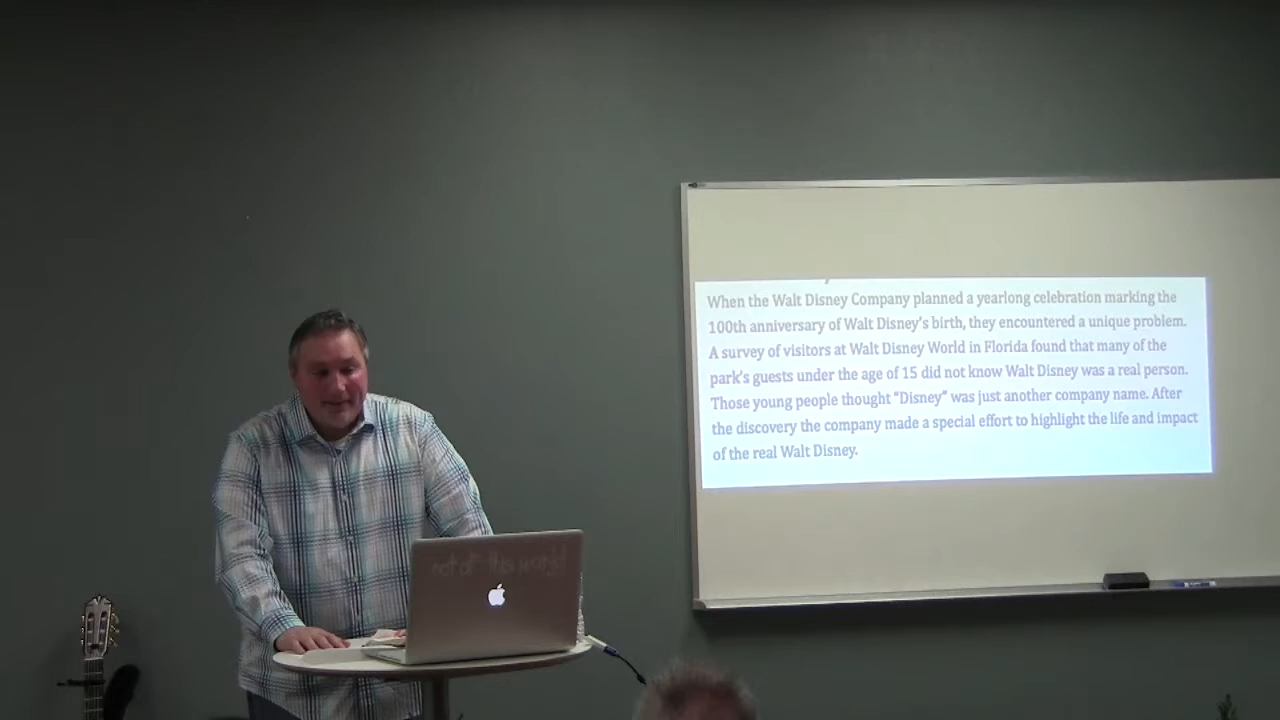 When the Walt Disney Company planned a yearlong celebration marking the
100th anniversary of Walt Disney's birth, they encountered a unique problem.
A survey of visitors at Walt Disney World in Florida found that many of the
park's guests under the age of 15 did not know Walt Disney was a real person.
Those young people thought "Disney" was just another company name. After
the discovery the company made a special effort to highlight the life and impact
of the real Walt Disney.
not of this world